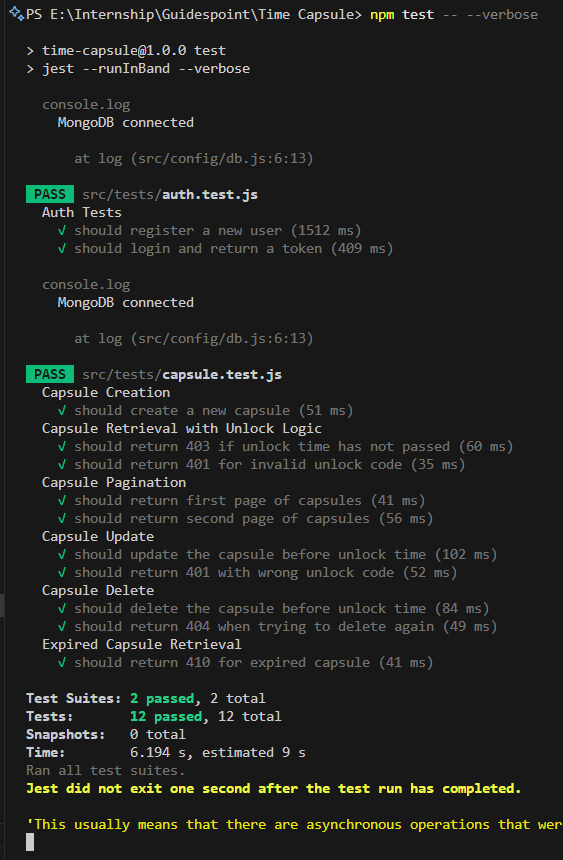 PS E:\Internship\Guidespoint\Time Capsule> npm test -- --verbose
> time-capsule@1.0.0 test
> jest --runInBand --verbose
console.log
MongoDB connected
at log (src/config/db.js:6:13)
PASS src/tests/auth.test.js
Auth Tests
√ should register a new user (1512 ms)
√ should login and return a token (409 ms)
console.log
MongoDB connected
at log (src/config/db.js:6:13)
PASS src/tests/capsule.test.js
Capsule Creation
√ should create a new capsule (51 ms)
Capsule Retrieval with Unlock Logic
√ should return 403 if unlock time has not passed (60 ms)
√ should return 401 for invalid unlock code (35 ms)
Capsule Pagination
√ should return first page of capsules (41 ms)
√ should return second page of capsules (56 ms)
Capsule Update
√ should update the capsule before unlock time (102 ms)
√ should return 401 with wrong unlock code (52 ms)
Capsule Delete
√ should delete the capsule before unlock time (84 ms)
√ should return 404 when trying to delete again (49 ms)
Expired Capsule Retrieval
√ should return 410 for expired capsule (41 ms)
Test Suites: 2 passed, 2 total
Tests: 12 passed, 12 total
Snapshots: 0 total
Time: 6.194 s, estimated 9 s
Ran all test suites.
Jest did not exit one second after the test run has completed.
'This usually means that there are asynchronous operations that wer